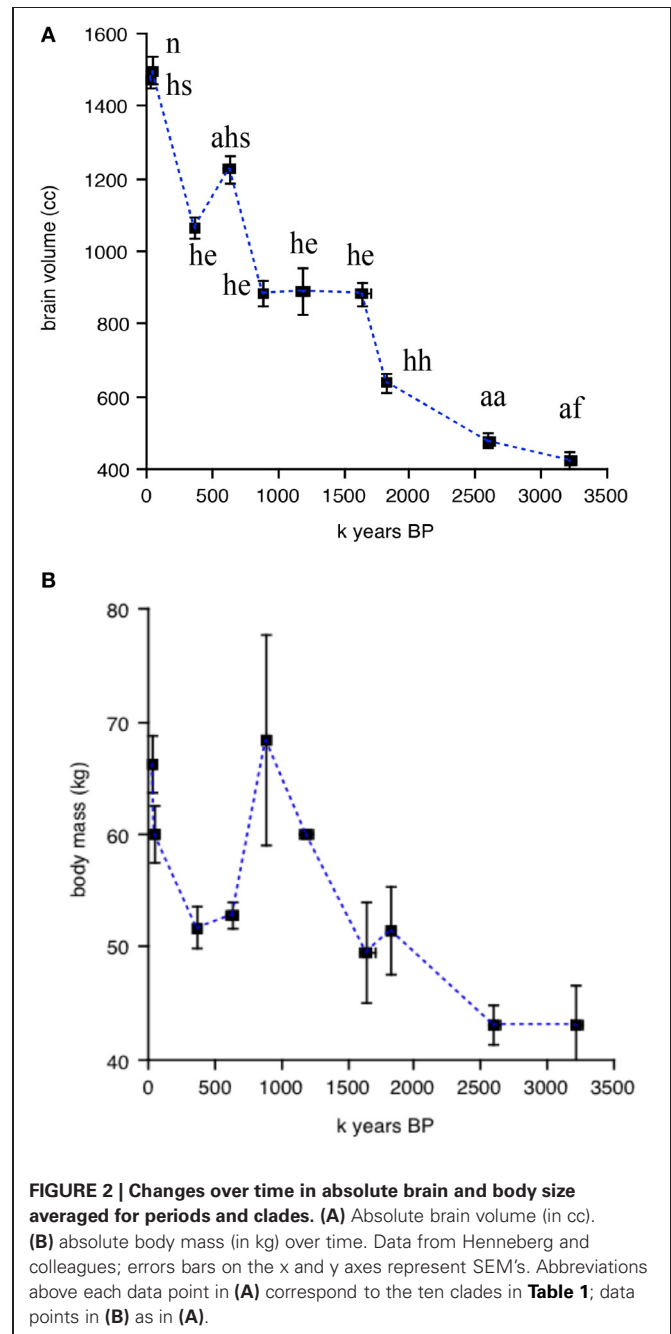 A
1600
1400
1200
1000
800
600
400
brain volume (cc)
n
hs
ahs
he
he
he
he
hh
aa
af
0 500 1000 1500 2000 2500 3000 3500
k years BP
B
80
70
60
50
40
body mass (kg)
0 500 1000 1500 2000 2500 3000 3500
k years BP
FIGURE 2 | Changes over time in absolute brain and body size
averaged for periods and clades. (A) Absolute brain volume (in cc).
(B) absolute body mass (in kg) over time. Data from Henneberg and
colleagues; errors bars on the x and y axes represent SEM's. Abbreviations
above each data point in (A) correspond to the ten clades in Table 1; data
points in (B) as in (A).